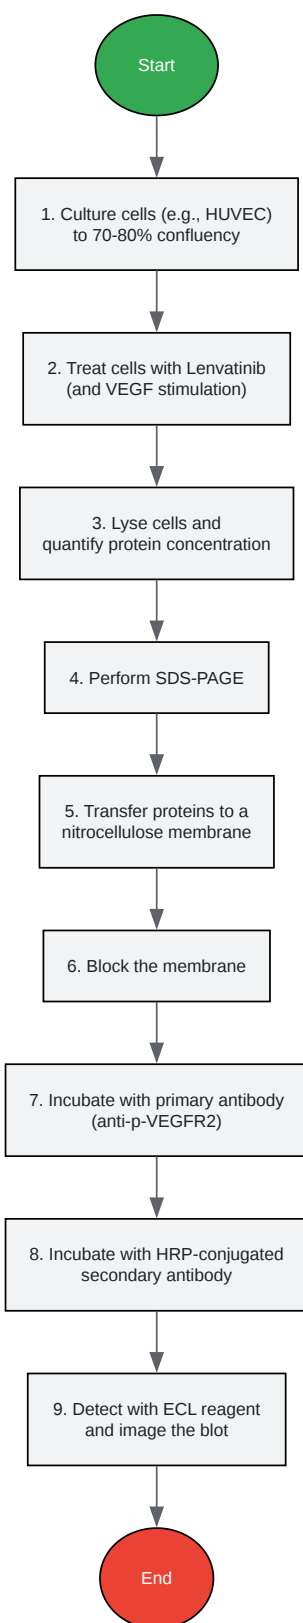 Start
1. Culture cells (e.g., HUVEC)
to 70-80% confluency
2. Treat cells with Lenvatinib
(and VEGF stimulation)
3. Lyse cells and
quantify protein concentration
4. Perform SDS-PAGE
5. Transfer proteins to a
nitrocellulose membrane
6. Block the membrane
7. Incubate with primary antibody
(anti-p-VEGFR2)
8. Incubate with HRP-conjugated
secondary antibody
9. Detect with ECL reagent
and image the blot
End